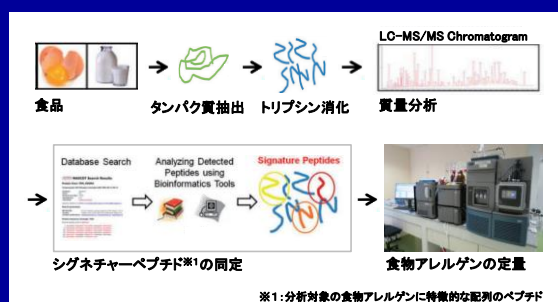 LC-MS/MS Chromatogram
食品
タンパク質抽出
トリプシン消化
質量分析
Database Search
Analyzing Detected
Peptides using
Bioinformatics Tools
Signature Peptides
シグネチャーペプチド※1の同定
食物アレルゲンの定量
※1：分析対象の食物アレルゲンに特徴的な配列のペプチド